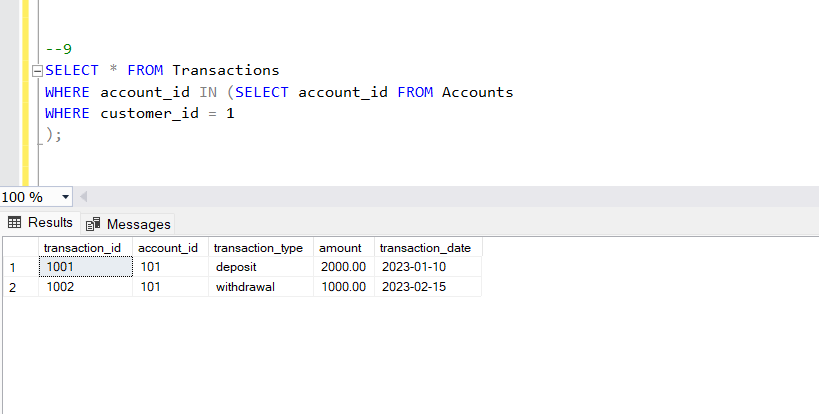 --9
SELECT * FROM Transactions
WHERE account_id IN (SELECT account_id FROM Accounts
WHERE customer_id = 1
);
100 %
Results Messages
transaction_id account_id transaction_type amount transaction_date
1 1001 101 deposit 2000.00 2023-01-10
2 1002 101 withdrawal 1000.00 2023-02-15